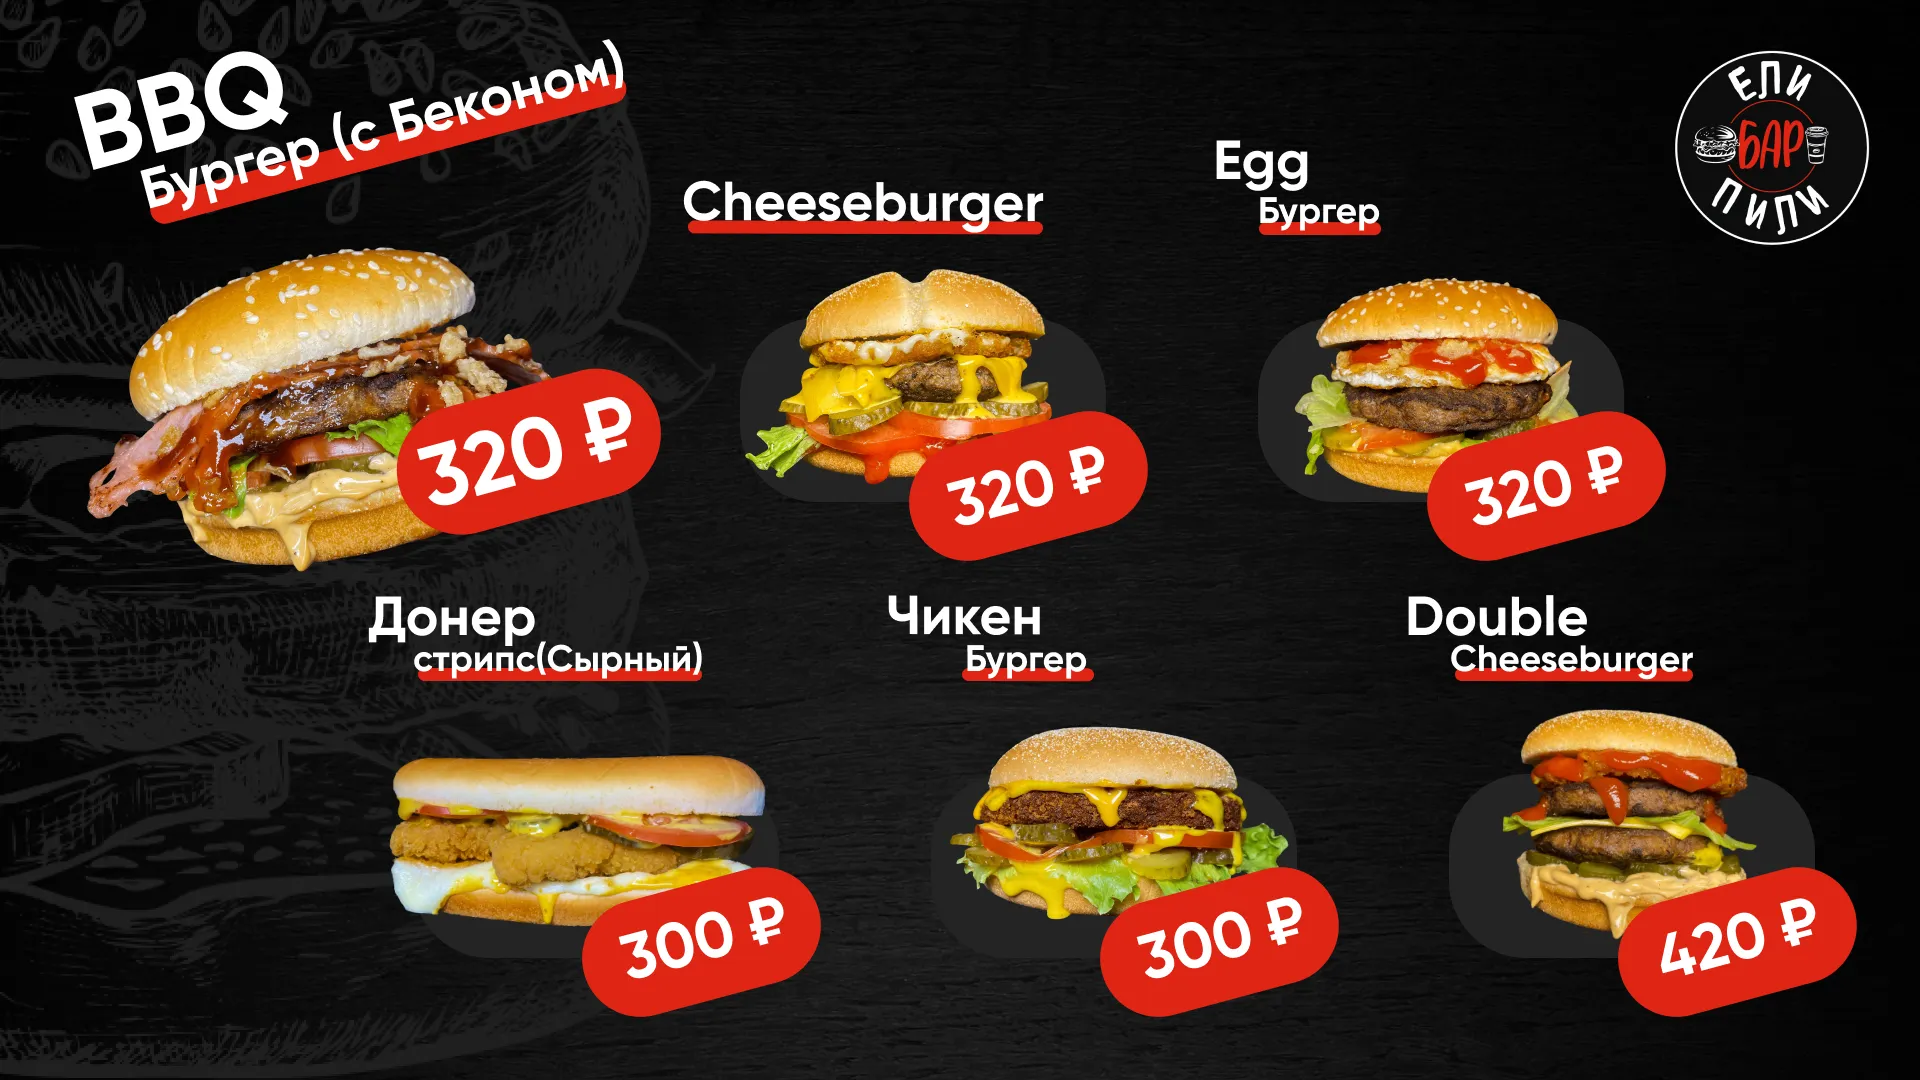 BBQ
Бургер (с Беконом)
320 ₽
Cheeseburger
320 ₽
Egg
Бургер
320 ₽
ЕЛИ
БАР
ПИЛИ
Донер
стрипс(Сырный)
300 ₽
Чикен
Бургер
300 ₽
Double
Cheeseburger
420 ₽